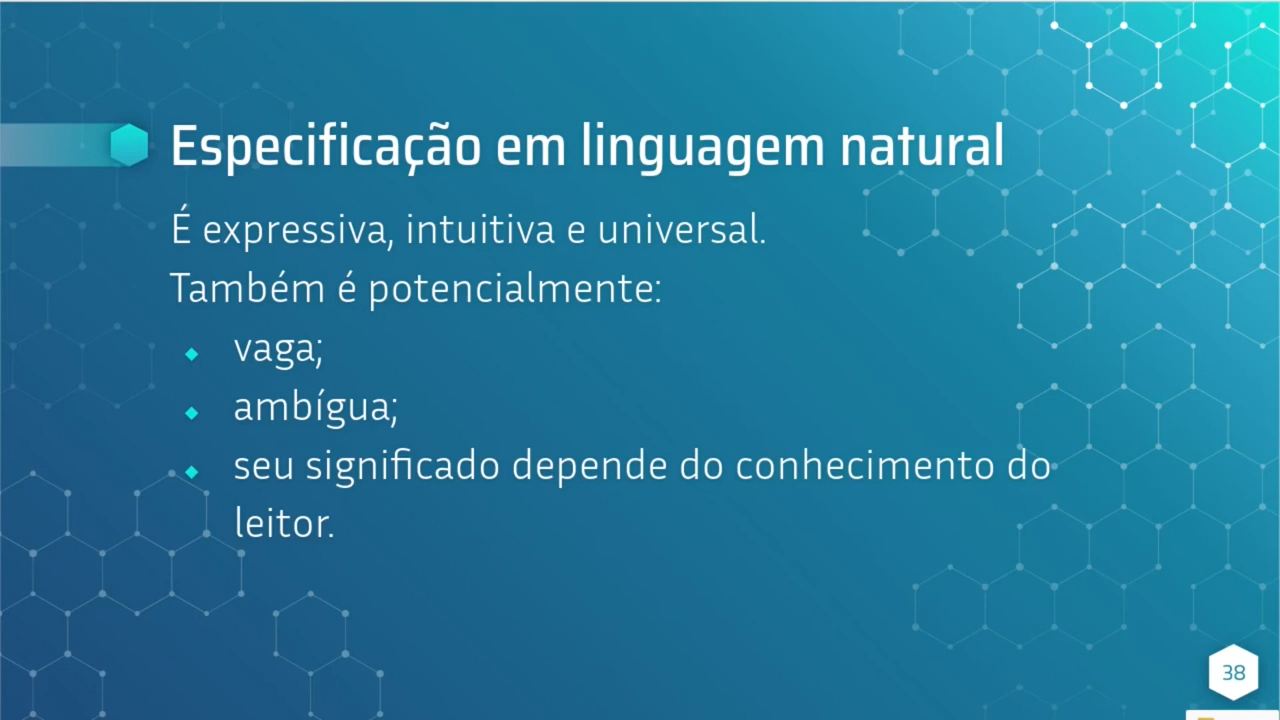 Especificação em linguagem natural
É expressiva, intuitiva e universal.
Também é potencialmente:
vaga;
ambígua;
seu significado depende do conhecimento do
leitor.
38